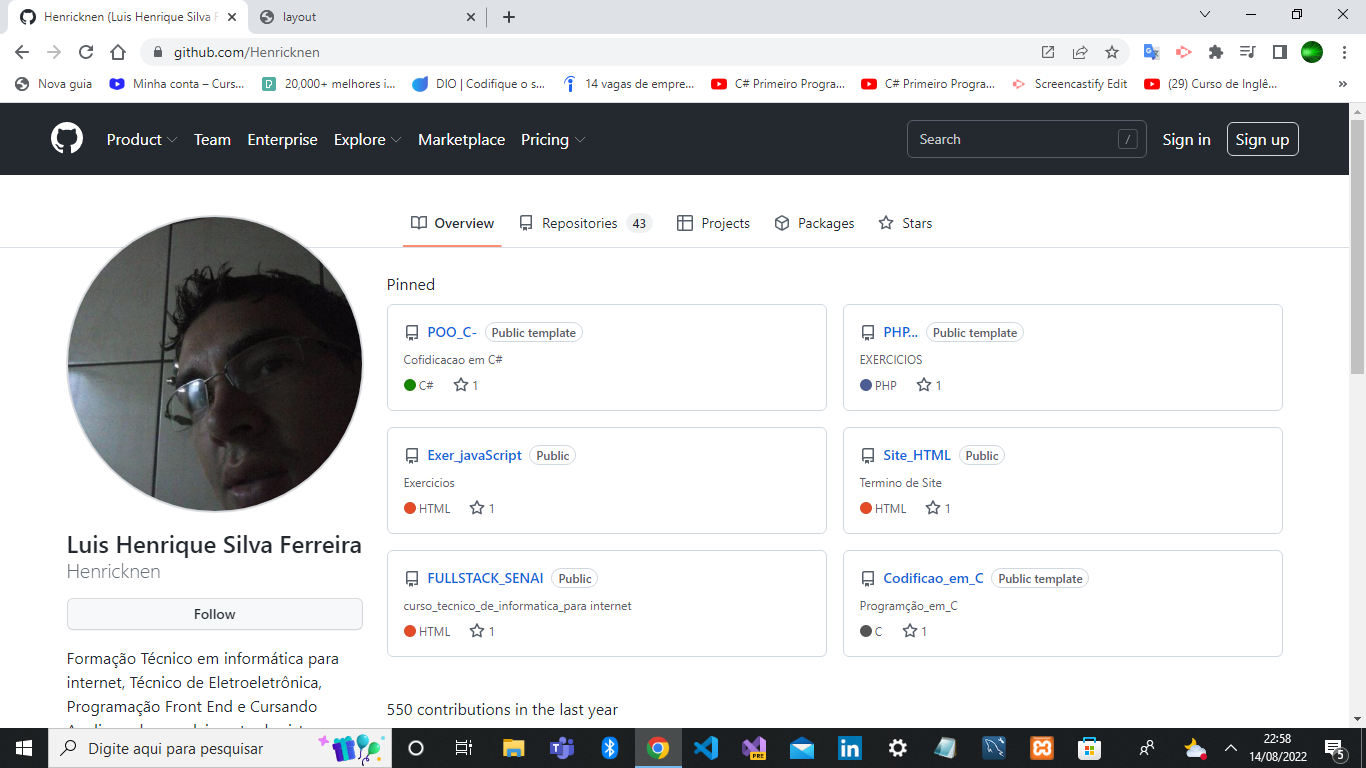 Henricknen (Luis Henrique Silva F
layout
github.com/Henricknen
Nova guia
Minha conta – Curs...
20,000+ melhores i...
DIO | Codifique o s...
14 vagas de empre...
C# Primeiro Progra...
C# Primeiro Progra...
Screencastify Edit
(29) Curso de Inglê...
Product
Team
Enterprise
Explore
Marketplace
Pricing
Search
/
Sign in
Sign up
Overview
Repositories 43
Projects
Packages
Stars
Luis Henrique Silva Ferreira
Henricknen
Follow
Formação Técnico em informática para
internet, Técnico de Eletroeletrônica,
Programação Front End e Cursando
Pinned
POO_C- Public template
Cofidicacao em C#
C# 1
PHP... Public template
EXERCICIOS
PHP 1
Exer_javaScript Public
Exercicios
HTML 1
Site_HTML Public
Termino de Site
HTML 1
FULLSTACK_SENAI Public
curso_tecnico_de_informatica_para internet
HTML 1
Codificao_em_C Public template
Programção_em_C
C 1
550 contributions in the last year
Digite aqui para pesquisar
PRE
22:58
14/08/2022
5